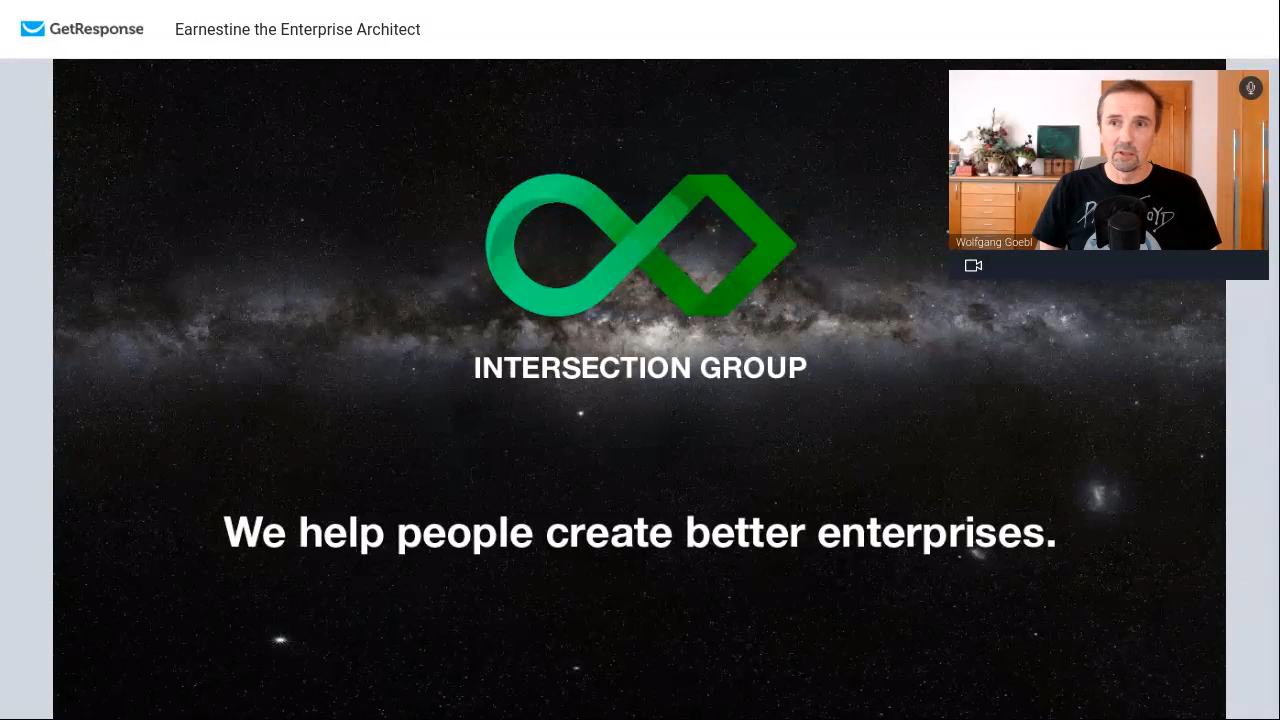 GetResponse
Earnestine the Enterprise Architect
Wolfgang Goebl
INTERSECTION GROUP
We help people create better enterprises.